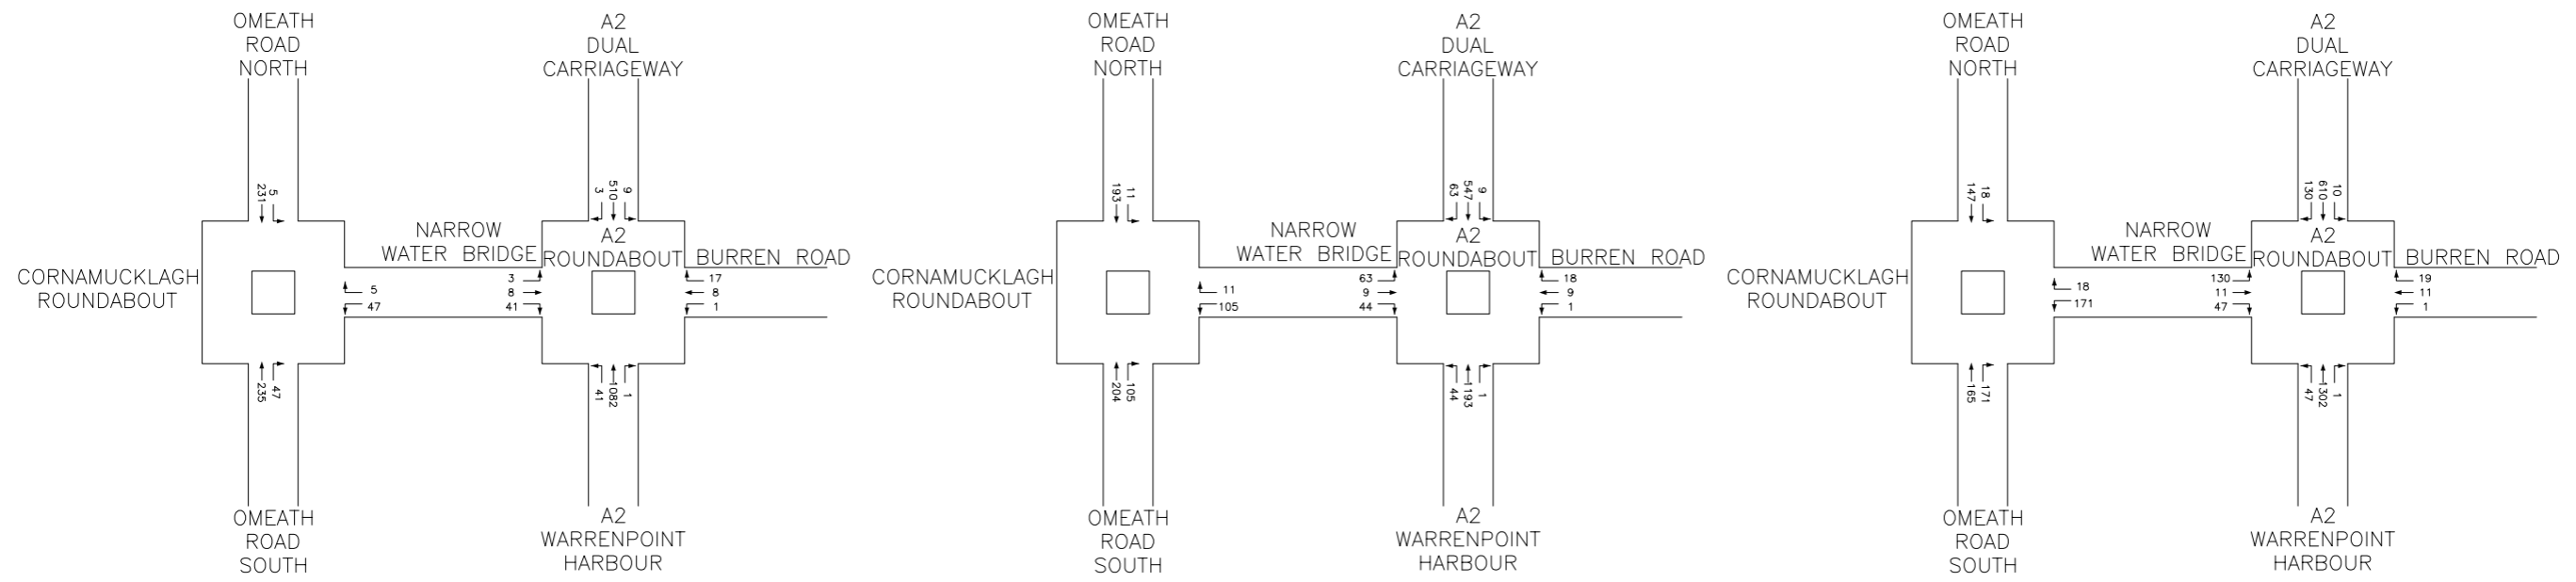 OMEATH
ROAD
NORTH
A2
DUAL
CARRIAGEWAY
231
5
3
510
9
NARROW
WATER BRIDGE
A2
ROUNDABOUT
BURREN ROAD
CORNAMUCKLAGH
ROUNDABOUT
5
47
3
8
41
17
8
1
235
47
41
1082
1
OMEATH
ROAD
SOUTH
A2
WARRENPOINT
HARBOUR
OMEATH
ROAD
NORTH
A2
DUAL
CARRIAGEWAY
193
11
63
547
9
NARROW
WATER BRIDGE
A2
ROUNDABOUT
BURREN ROAD
CORNAMUCKLAGH
ROUNDABOUT
11
105
63
9
44
18
9
1
204
105
44
1193
1
OMEATH
ROAD
SOUTH
A2
WARRENPOINT
HARBOUR
OMEATH
ROAD
NORTH
A2
DUAL
CARRIAGEWAY
147
18
130
610
10
NARROW
WATER BRIDGE
A2
ROUNDABOUT
BURREN ROAD
CORNAMUCKLAGH
ROUNDABOUT
18
171
130
11
47
19
11
1
165
171
47
1302
1
OMEATH
ROAD
SOUTH
A2
WARRENPOINT
HARBOUR